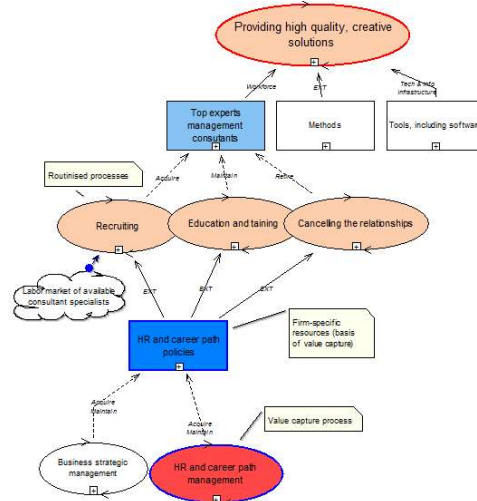 Providing high quality, creative
solutions
Workforce
EXT
Tech & info
infrastructure
Top experts
management
consutants
Methods
Tools, including software
Routinised processes
Acquire
Maintain
Retire
Recruiting
Education and taining
Cancelling the relationships
Labor market of available
consultant specialists
EXT
EXT
EXT
HR and career path
policies
Firm-specific
resources (basis
of value capture)
Acquire
Maintain
Acquire
Maintain
Value capture process
Business strategic
management
HR and career path
management